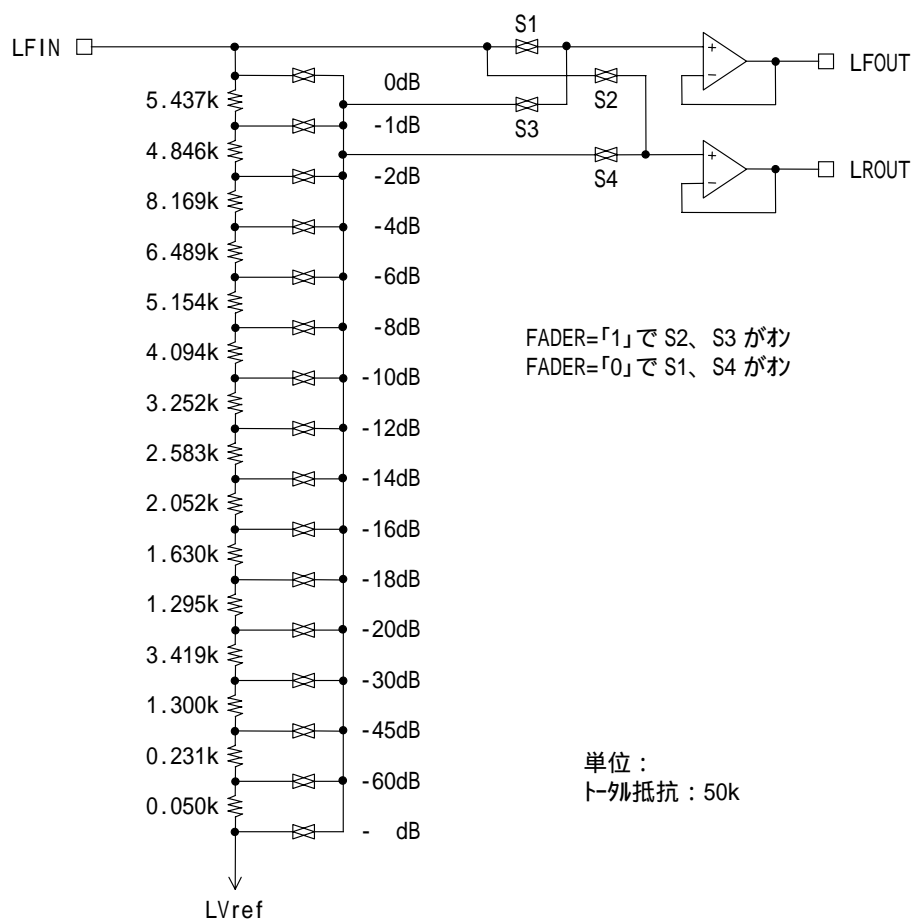 S1
LFIN
LFOUT
0dB
S2
5.437k
S3
-1dB
4.846k
LROUT
S4
-2dB
8.169k
-4dB
6.489k
-6dB
5.154k
-8dB
FADER=「1」で S2、S3 がオン
FADER=「0」で S1、S4 がオン
4.094k
-10dB
3.252k
-12dB
2.583k
-14dB
2.052k
-16dB
1.630k
-18dB
1.295k
-20dB
3.419k
-30dB
1.300k
-45dB
0.231k
単位：
-60dB
トータル抵抗：50k
0.050k
- dB
LVref